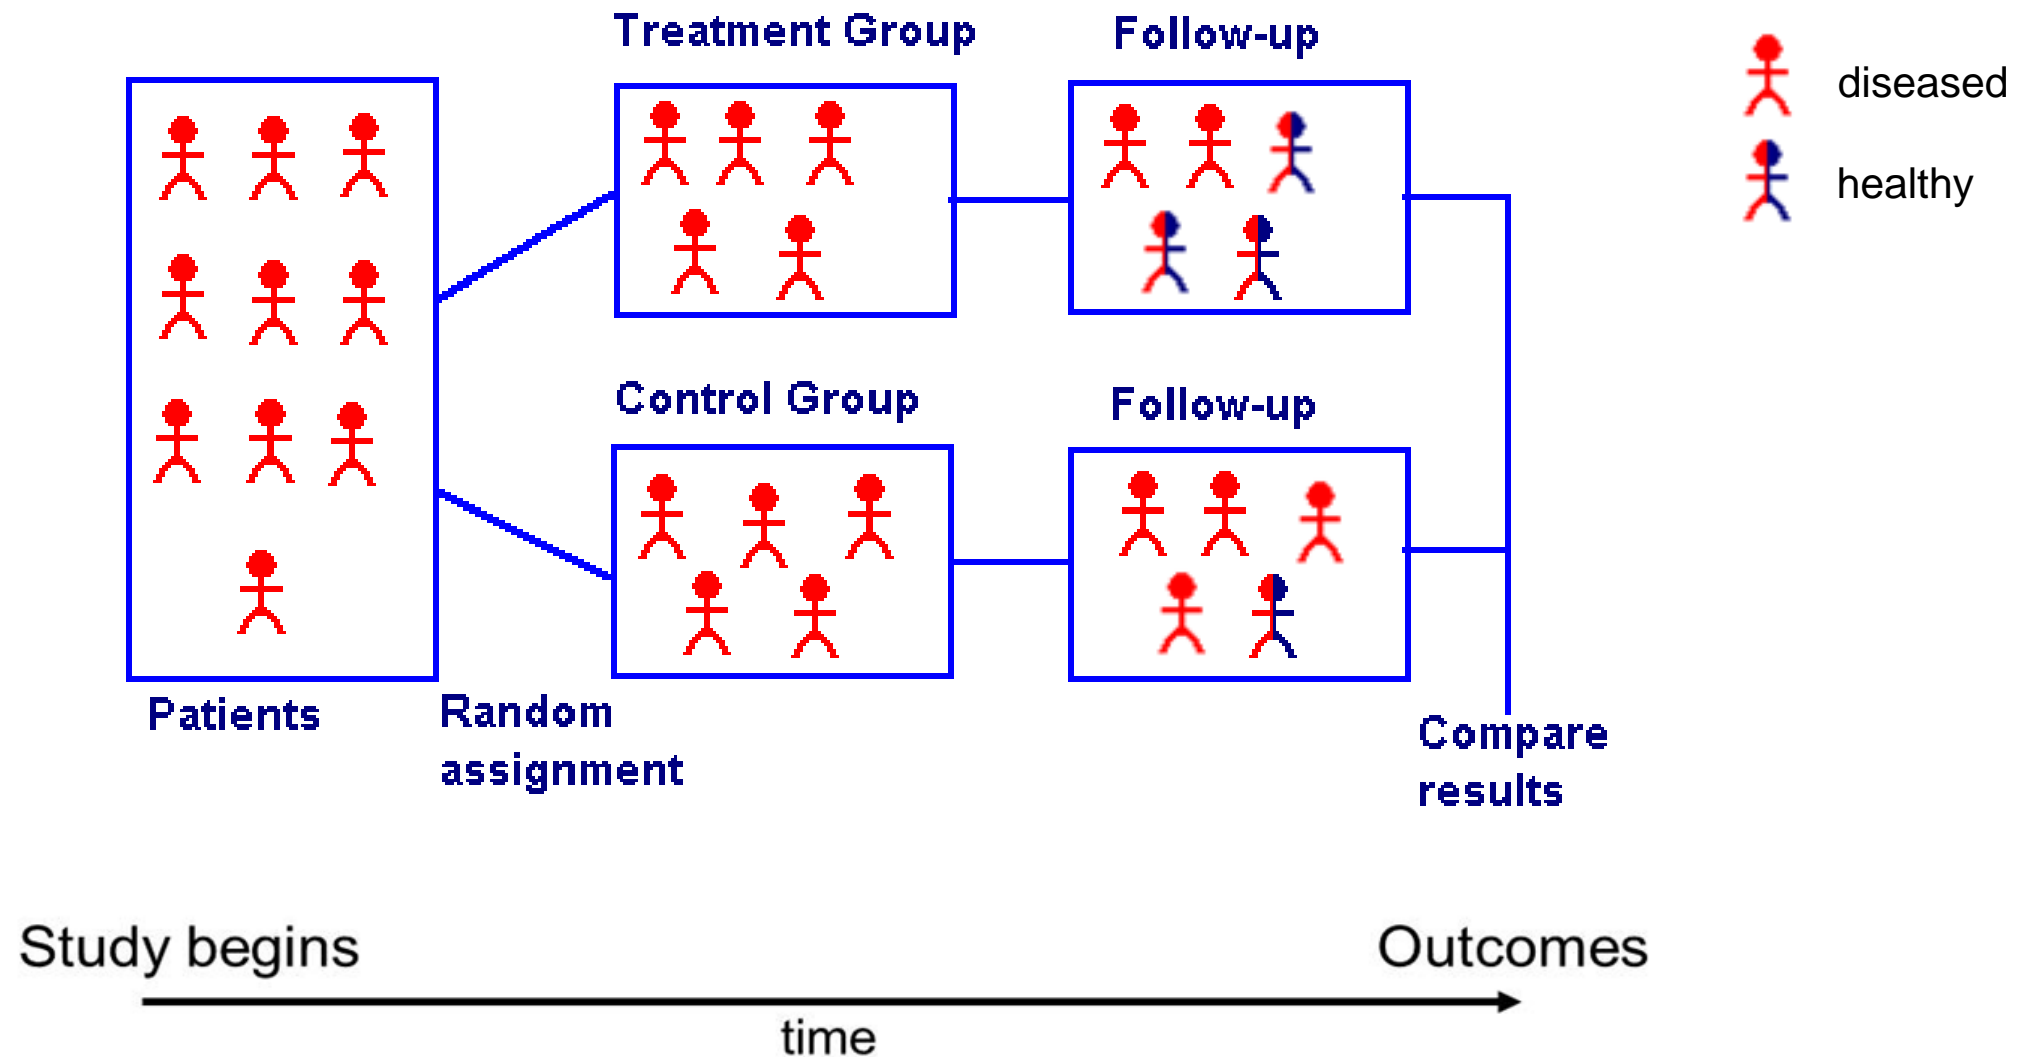 Treatment Group
Follow-up
diseased
healthy
Control Group
Follow-up
Patients
Random
assignment
Compare
results
Study begins
Outcomes
time